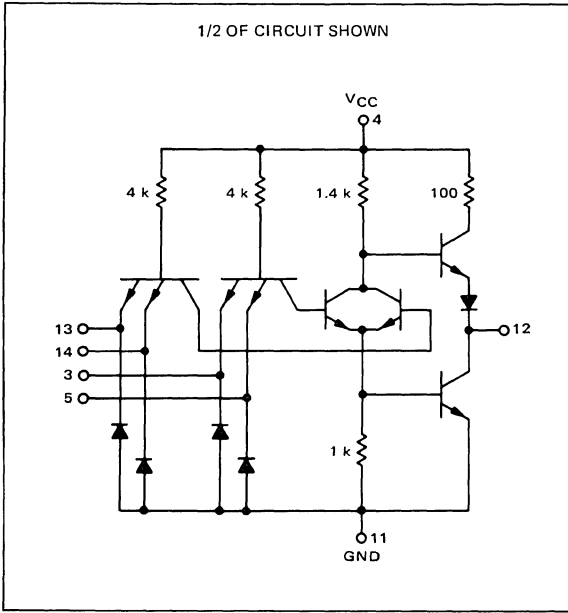 1/2 OF CIRCUIT SHOWN
VCC
4
4 k
4 k
1.4 k
100
13
14
3
5
12
1 k
11
GND